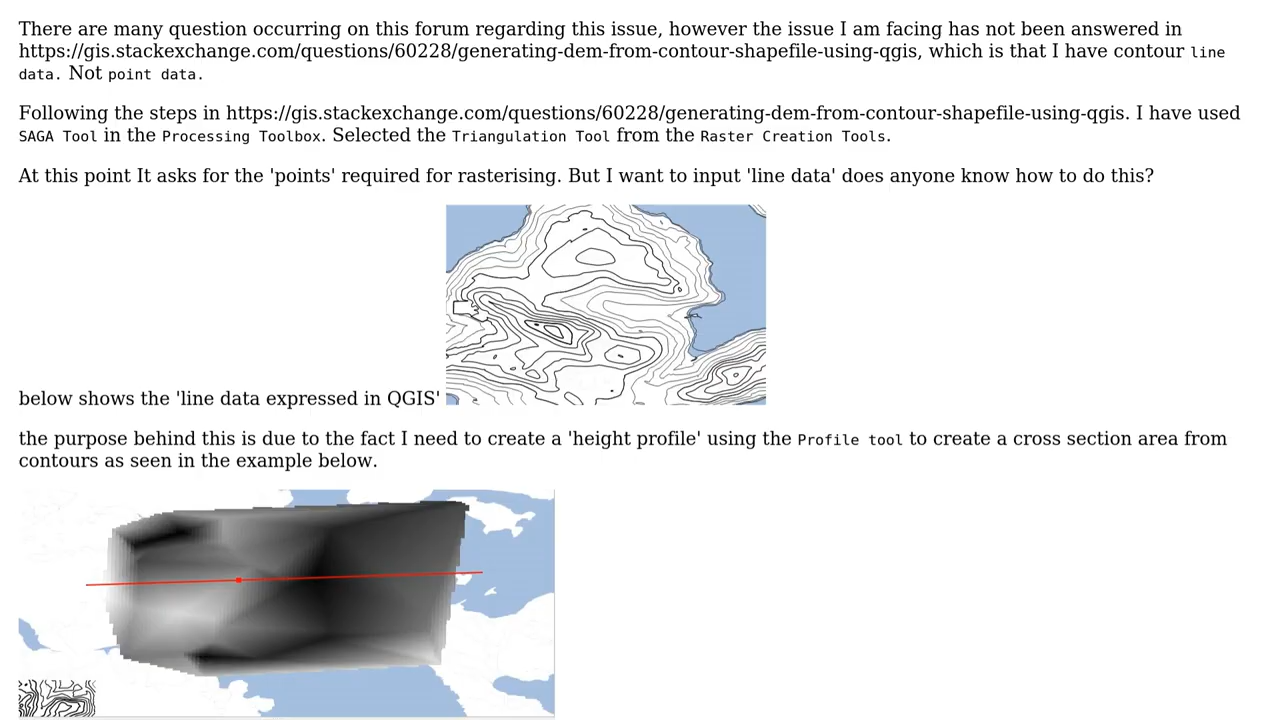 There are many question occurring on this forum regarding this issue, however the issue I am facing has not been answered in
https://gis.stackexchange.com/questions/60228/generating-dem-from-contour-shapefile-using-qgis, which is that I have contour line
data. Not point data.
Following the steps in https://gis.stackexchange.com/questions/60228/generating-dem-from-contour-shapefile-using-qgis. I have used
SAGA Tool in the Processing Toolbox. Selected the Triangulation Tool from the Raster Creation Tools.
At this point It asks for the 'points' required for rasterising. But I want to input 'line data' does anyone know how to do this?
below shows the 'line data expressed in QGIS'
the purpose behind this is due to the fact I need to create a 'height profile' using the Profile tool to create a cross section area from
contours as seen in the example below.